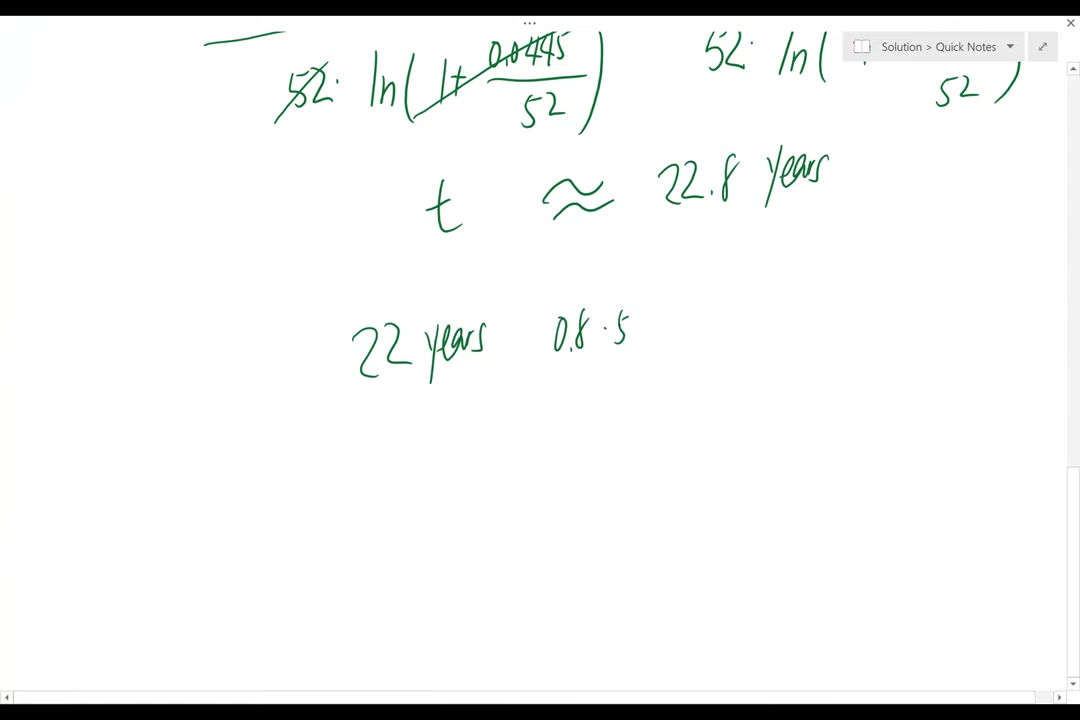 Solution > Quick Notes
0.0445
52· ln(1+ ) 52· ln(
52 52 )
t ≈ 22.8 years
22 years 0.8·5